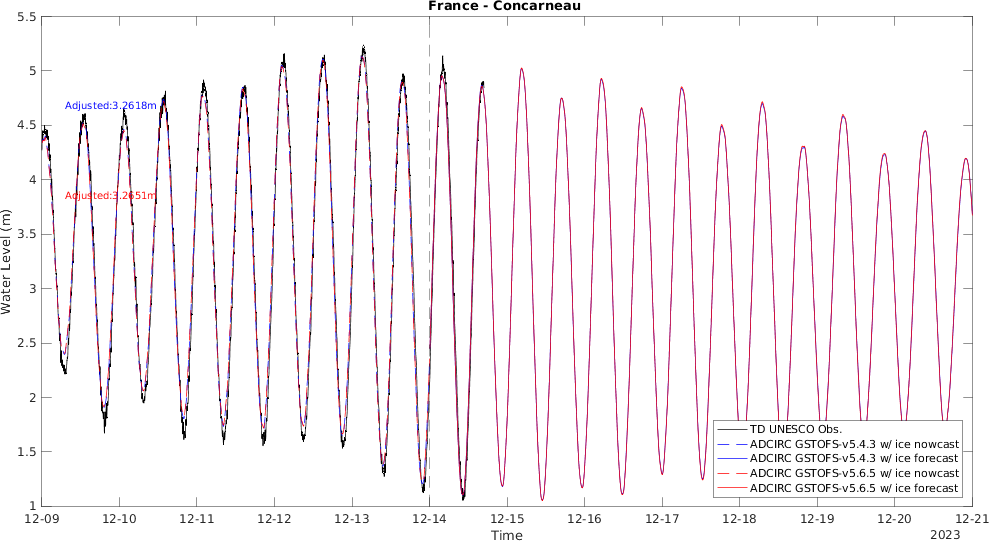 France - Concarneau
5.5
5
4.5
4
3.5
3
2.5
2
1.5
1
Water Level (m)
Adjusted:3.2618m
Adjusted:3.2651m
TD UNESCO Obs.
ADCIRC GSTOFS-v5.4.3 w/ ice nowcast
ADCIRC GSTOFS-v5.4.3 w/ ice forecast
ADCIRC GSTOFS-v5.6.5 w/ ice nowcast
ADCIRC GSTOFS-v5.6.5 w/ ice forecast
12-09 12-10 12-11 12-12 12-13 12-14 12-15 12-16 12-17 12-18 12-19 12-20 12-21
Time
2023